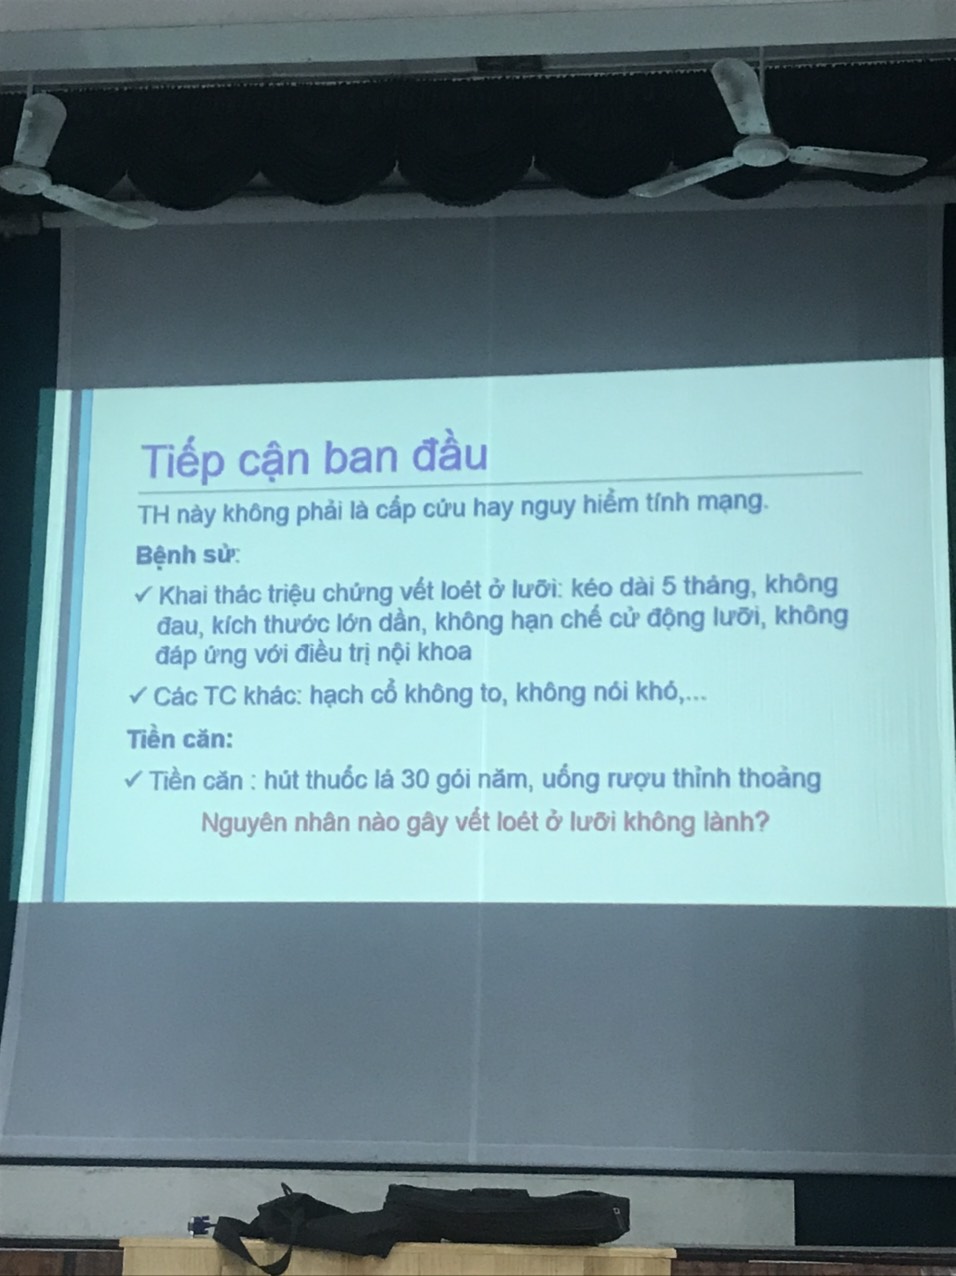 Tiếp cận ban đầu
TH này không phải là cấp cứu hay nguy hiểm tính mạng.
Bệnh sử:
✓ Khai thác triệu chứng vết loét ở lưỡi: kéo dài 5 tháng, không
đau, kích thước lớn dần, không hạn chế cử động lưỡi, không
đáp ứng với điều trị nội khoa
✓ Các TC khác: hạch cổ không to, không nói khó,...
Tiền căn:
✓ Tiền căn : hút thuốc lá 30 gói năm, uống rượu thỉnh thoảng
Nguyên nhân nào gây vết loét ở lưỡi không lành?